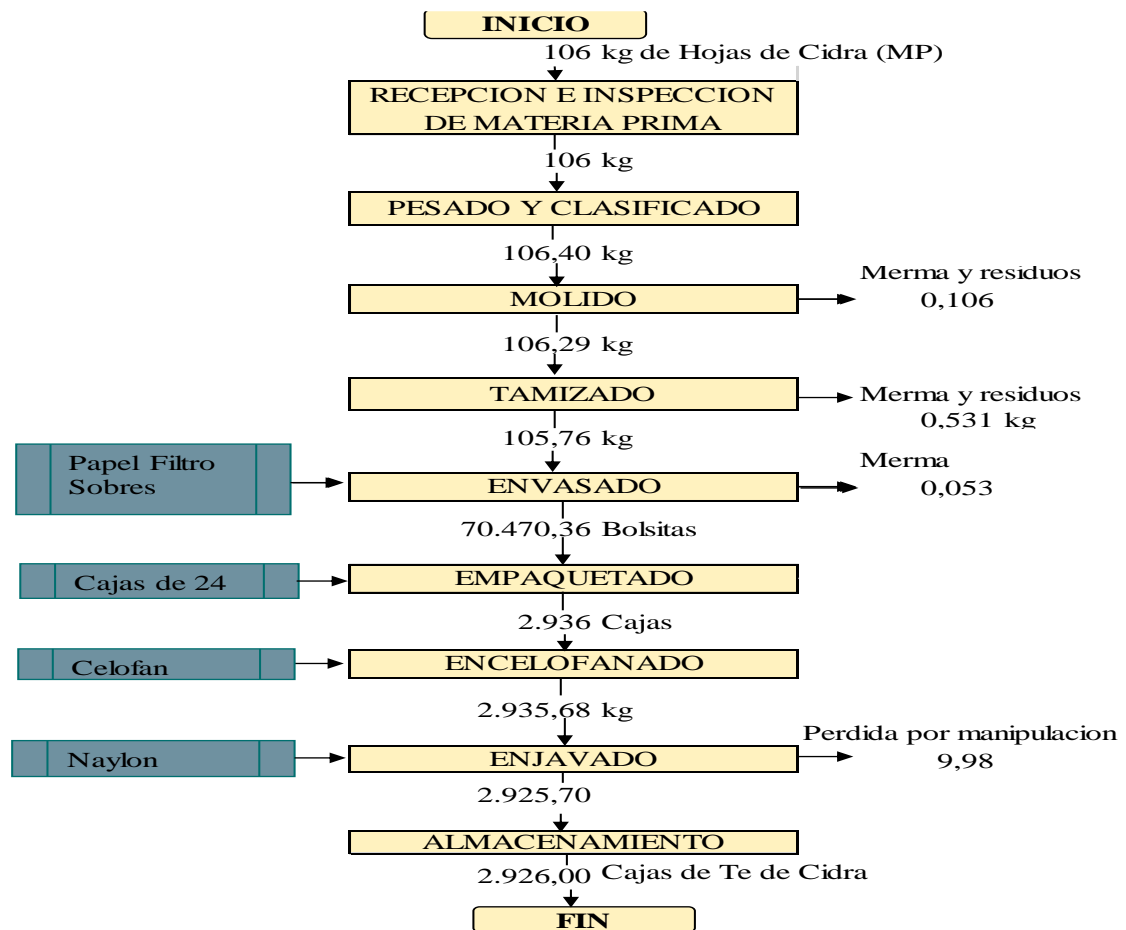 INICIO
106 kg de Hojas de Cidra (MP)
RECEPCION E INSPECCION
DE MATERIA PRIMA
106 kg
PESADO Y CLASIFICADO
106,40 kg
MOLIDO
Merma y residuos
0,106
106,29 kg
TAMIZADO
Merma y residuos
0,531 kg
105,76 kg
Papel Filtro
Sobres
ENVASADO
Merma
0,053
70.470,36 Bolsitas
Cajas de 24
EMPAQUETADO
2.936 Cajas
Celofan
ENCELOFANADO
2.935,68 kg
Naylon
ENJAVADO
Perdida por manipulacion
9,98
2.925,70
ALMACENAMIENTO
2.926,00 Cajas de Te de Cidra
FIN